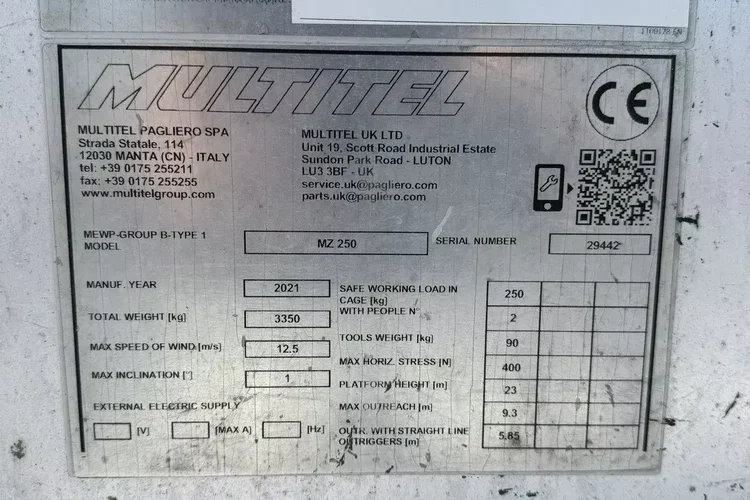 1100178.GN
MULTITEL
CE
MULTITEL PAGLIERO SPA
Strada Statale, 114
12030 MANTA (CN) - ITALY
tel: +39 0175 255211
fax: +39 0175 255255
www.multitelgroup.com
MULTITEL UK LTD
Unit 19, Scott Road Industrial Estate
Sundon Park Road - LUTON
LU3 3BF - UK
service.uk@pagliero.com
parts.uk@pagliero.com
MEWP-GROUP B-TYPE 1
MODEL
MZ 250
SERIAL NUMBER
29442
MANUF. YEAR 2021
TOTAL WEIGHT [kg] 3350
MAX SPEED OF WIND [m/s] 12.5
MAX INCLINATION [°] 1
EXTERNAL ELECTRIC SUPPLY
[V] [MAX A] [Hz]
SAFE WORKING LOAD IN
CAGE [kg] 250
WITH PEOPLE N° 2
TOOLS WEIGHT [kg] 90
MAX HORIZ. STRESS [N] 400
PLATFORM HEIGHT [m] 23
MAX OUTREACH [m] 9.3
OUTR. WITH STRAIGHT LINE
OUTRIGGERS [m] 5.85